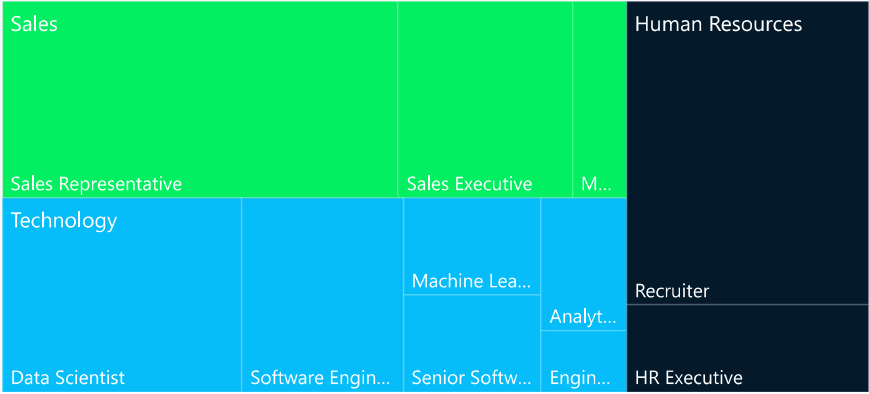 Sales
Human Resources
Sales Representative
Sales Executive
M...
Technology
Machine Lea...
Recruiter
Analyt...
Data Scientist
Software Engin...
Senior Softw...
Engin...
HR Executive